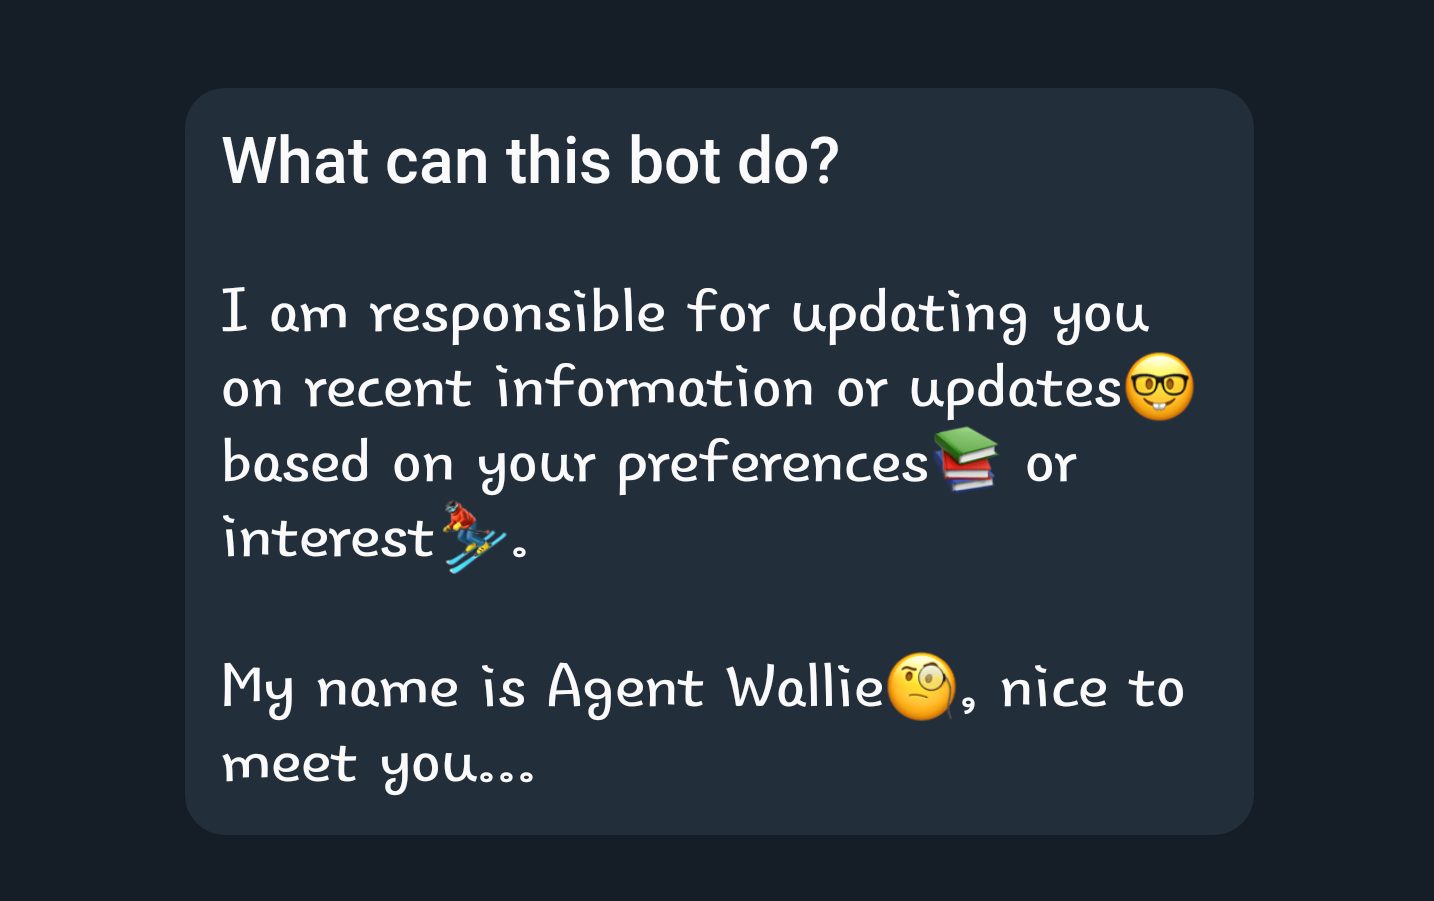 What can this bot do?
I am responsible for updating you
on recent information or updates🤓
based on your preferences📚 or
interest⛷️.
My name is Agent Wallie🧐, nice to
meet you...